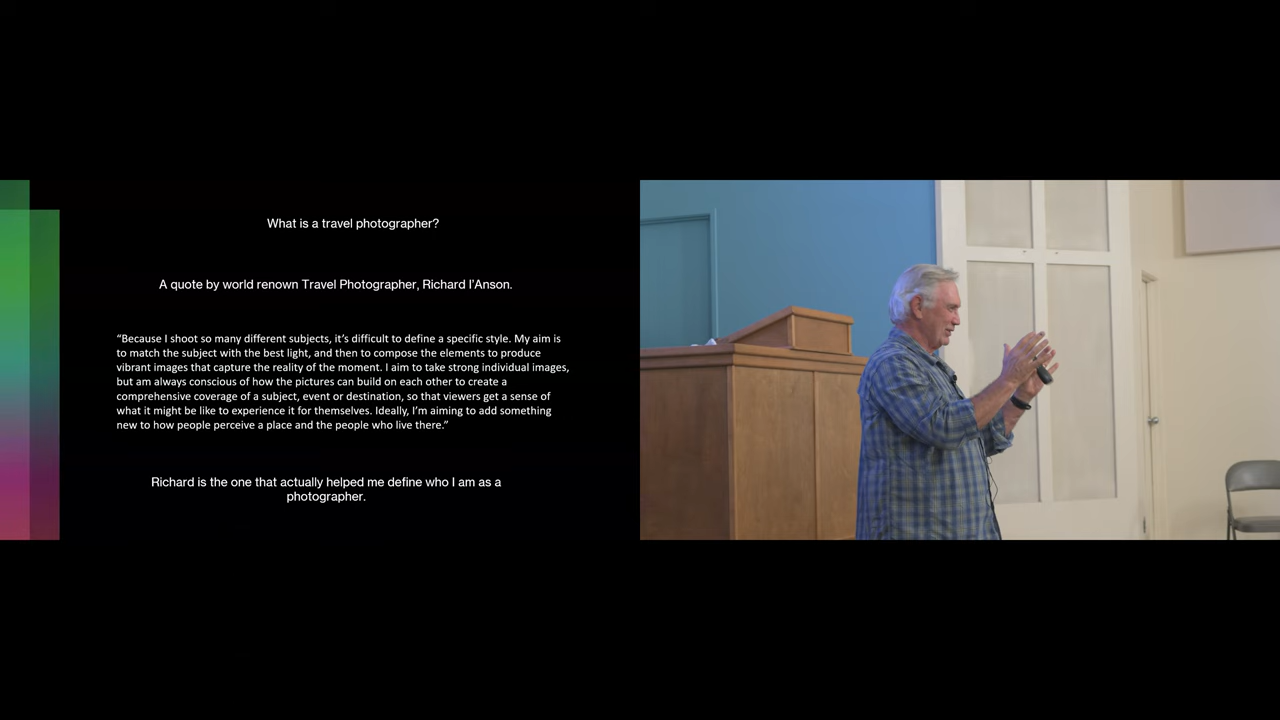 What is a travel photographer?
A quote by world renown Travel Photographer, Richard I'Anson.
“Because I shoot so many different subjects, it’s difficult to define a specific style. My aim is
to match the subject with the best light, and then to compose the elements to produce
vibrant images that capture the reality of the moment. I aim to take strong individual images,
but am always conscious of how the pictures can build on each other to create a
comprehensive coverage of a subject, event or destination, so that viewers get a sense of
what it might be like to experience it for themselves. Ideally, I’m aiming to add something
new to how people perceive a place and the people who live there.”
Richard is the one that actually helped me define who I am as a
photographer.